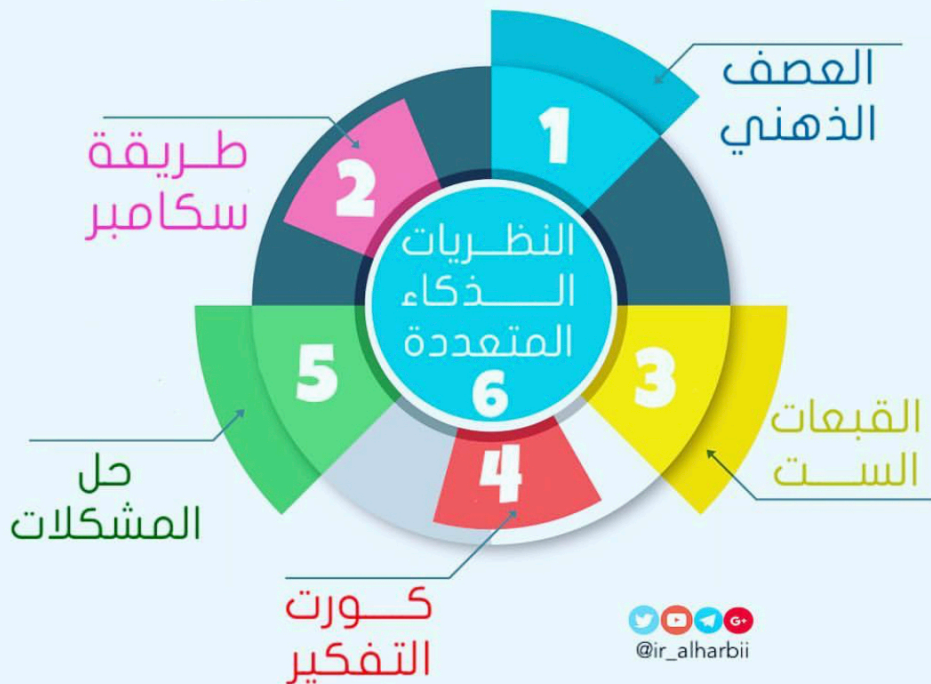 العصف
الذهني
1
طريقة
سكامبر
2
القبعات
الست
3
كورت
التفكير
4
حل
المشكلات
5
النظريات
الذكاء
المتعددة
6
G+
@ir_alharbii